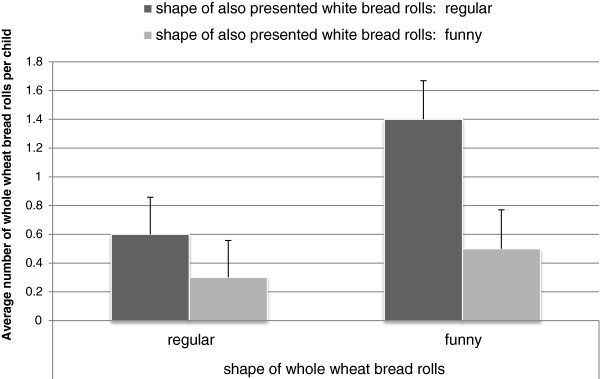 shape of also presented white bread rolls: regular
shape of also presented white bread rolls: funny
Average number of whole wheat bread rolls per child
1.8
1.6
1.4
1.2
1
0.8
0.6
0.4
0.2
0
regular
funny
shape of whole wheat bread rolls